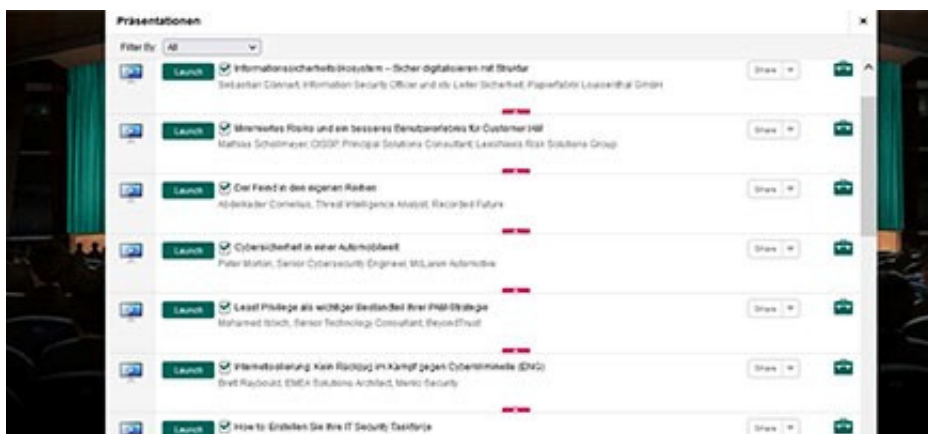 Präsentationen
Filter By: All
Launch Informationssicherheitsökosystem – Sicher digitalisieren mit Struktur Share
Sebastian Information Security Officer und stv. Leiter Sicherheit, Papierfabrik Louisenthal GmbH
Launch Minimiertes Risiko und ein besseres Benutzererlebnis für Customer IAM Share
Mathias Schollmeyer, CISSP, Principal Solutions Consultant, LexisNexis Risk Solutions Group
Launch Der Feind in den eigenen Reihen Share
Abdelkader Cornelius, Threat Intelligence Analyst, Recorded Future
Launch Cybersicherheit in einer Automobilwelt Share
Peter Senior Cybersecurity Engineer, McLaren Automotive
Launch Least Privilege als wichtiger Bestandteil Ihrer PAM-Strategie Share
Mohamed Senior Technology Consultant, BeyondTrust
Launch Internetisolierung: Kein Rückzug im Kampf gegen Cyberkriminelle (ENG) Share
Brett Raybould, EMEA Solutions Architect, Menlo Security
Launch How to: Erstellen Sie Ihre IT Security Taskforce Share